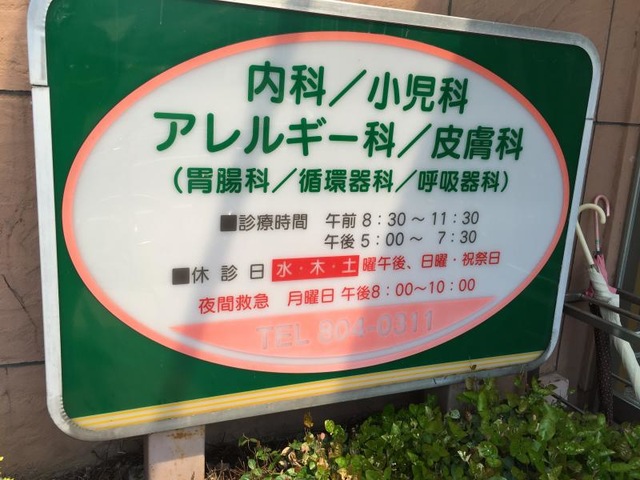 内科／小児科
アレルギー科／皮膚科
（胃腸科／循環器科／呼吸器科）
■診療時間 午前 8：30～11：30
午後 5：00～ 7：30
■休診日 水・木・土曜午後、日曜・祝祭日
夜間救急 月曜日 午後8：00～10：00
TEL 804-0311